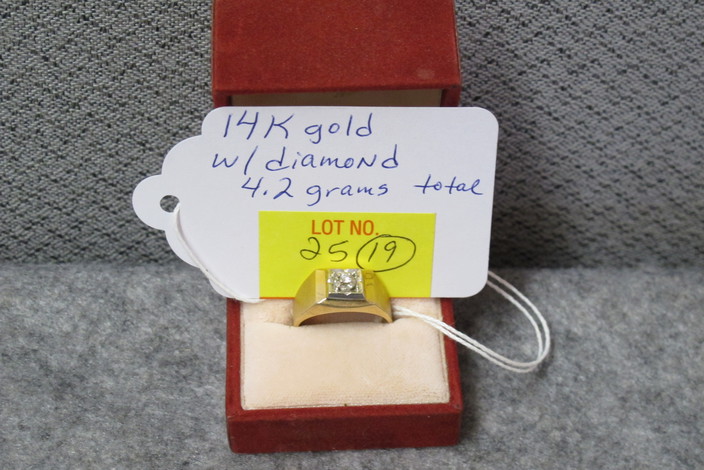 14K gold
w/ diamond
4.2 grams total
LOT NO.
25 19